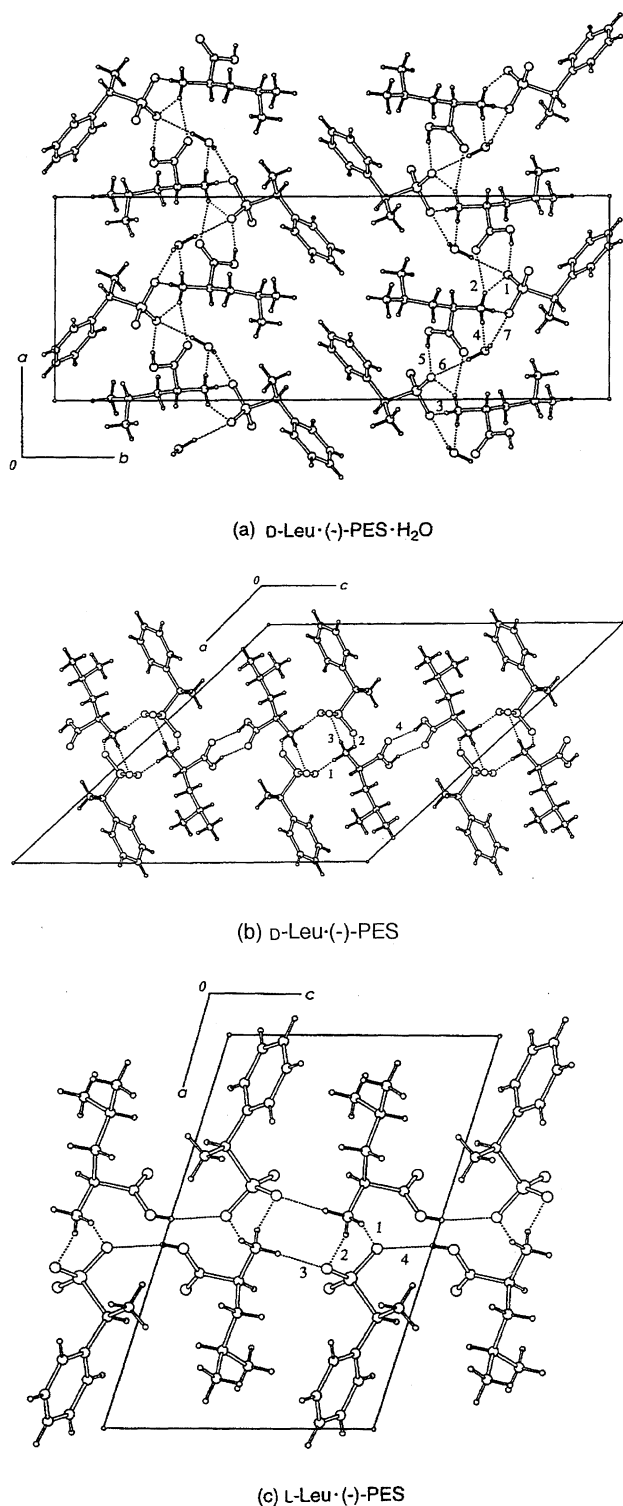 2
1
4
7
5
6
3
a
0
b
(a) D-Leu·(-)-PES·H₂O
0
c
a
4
3
2
1
(b) D-Leu·(-)-PES
0
c
a
1
2
3
4
(c) L-Leu·(-)-PES